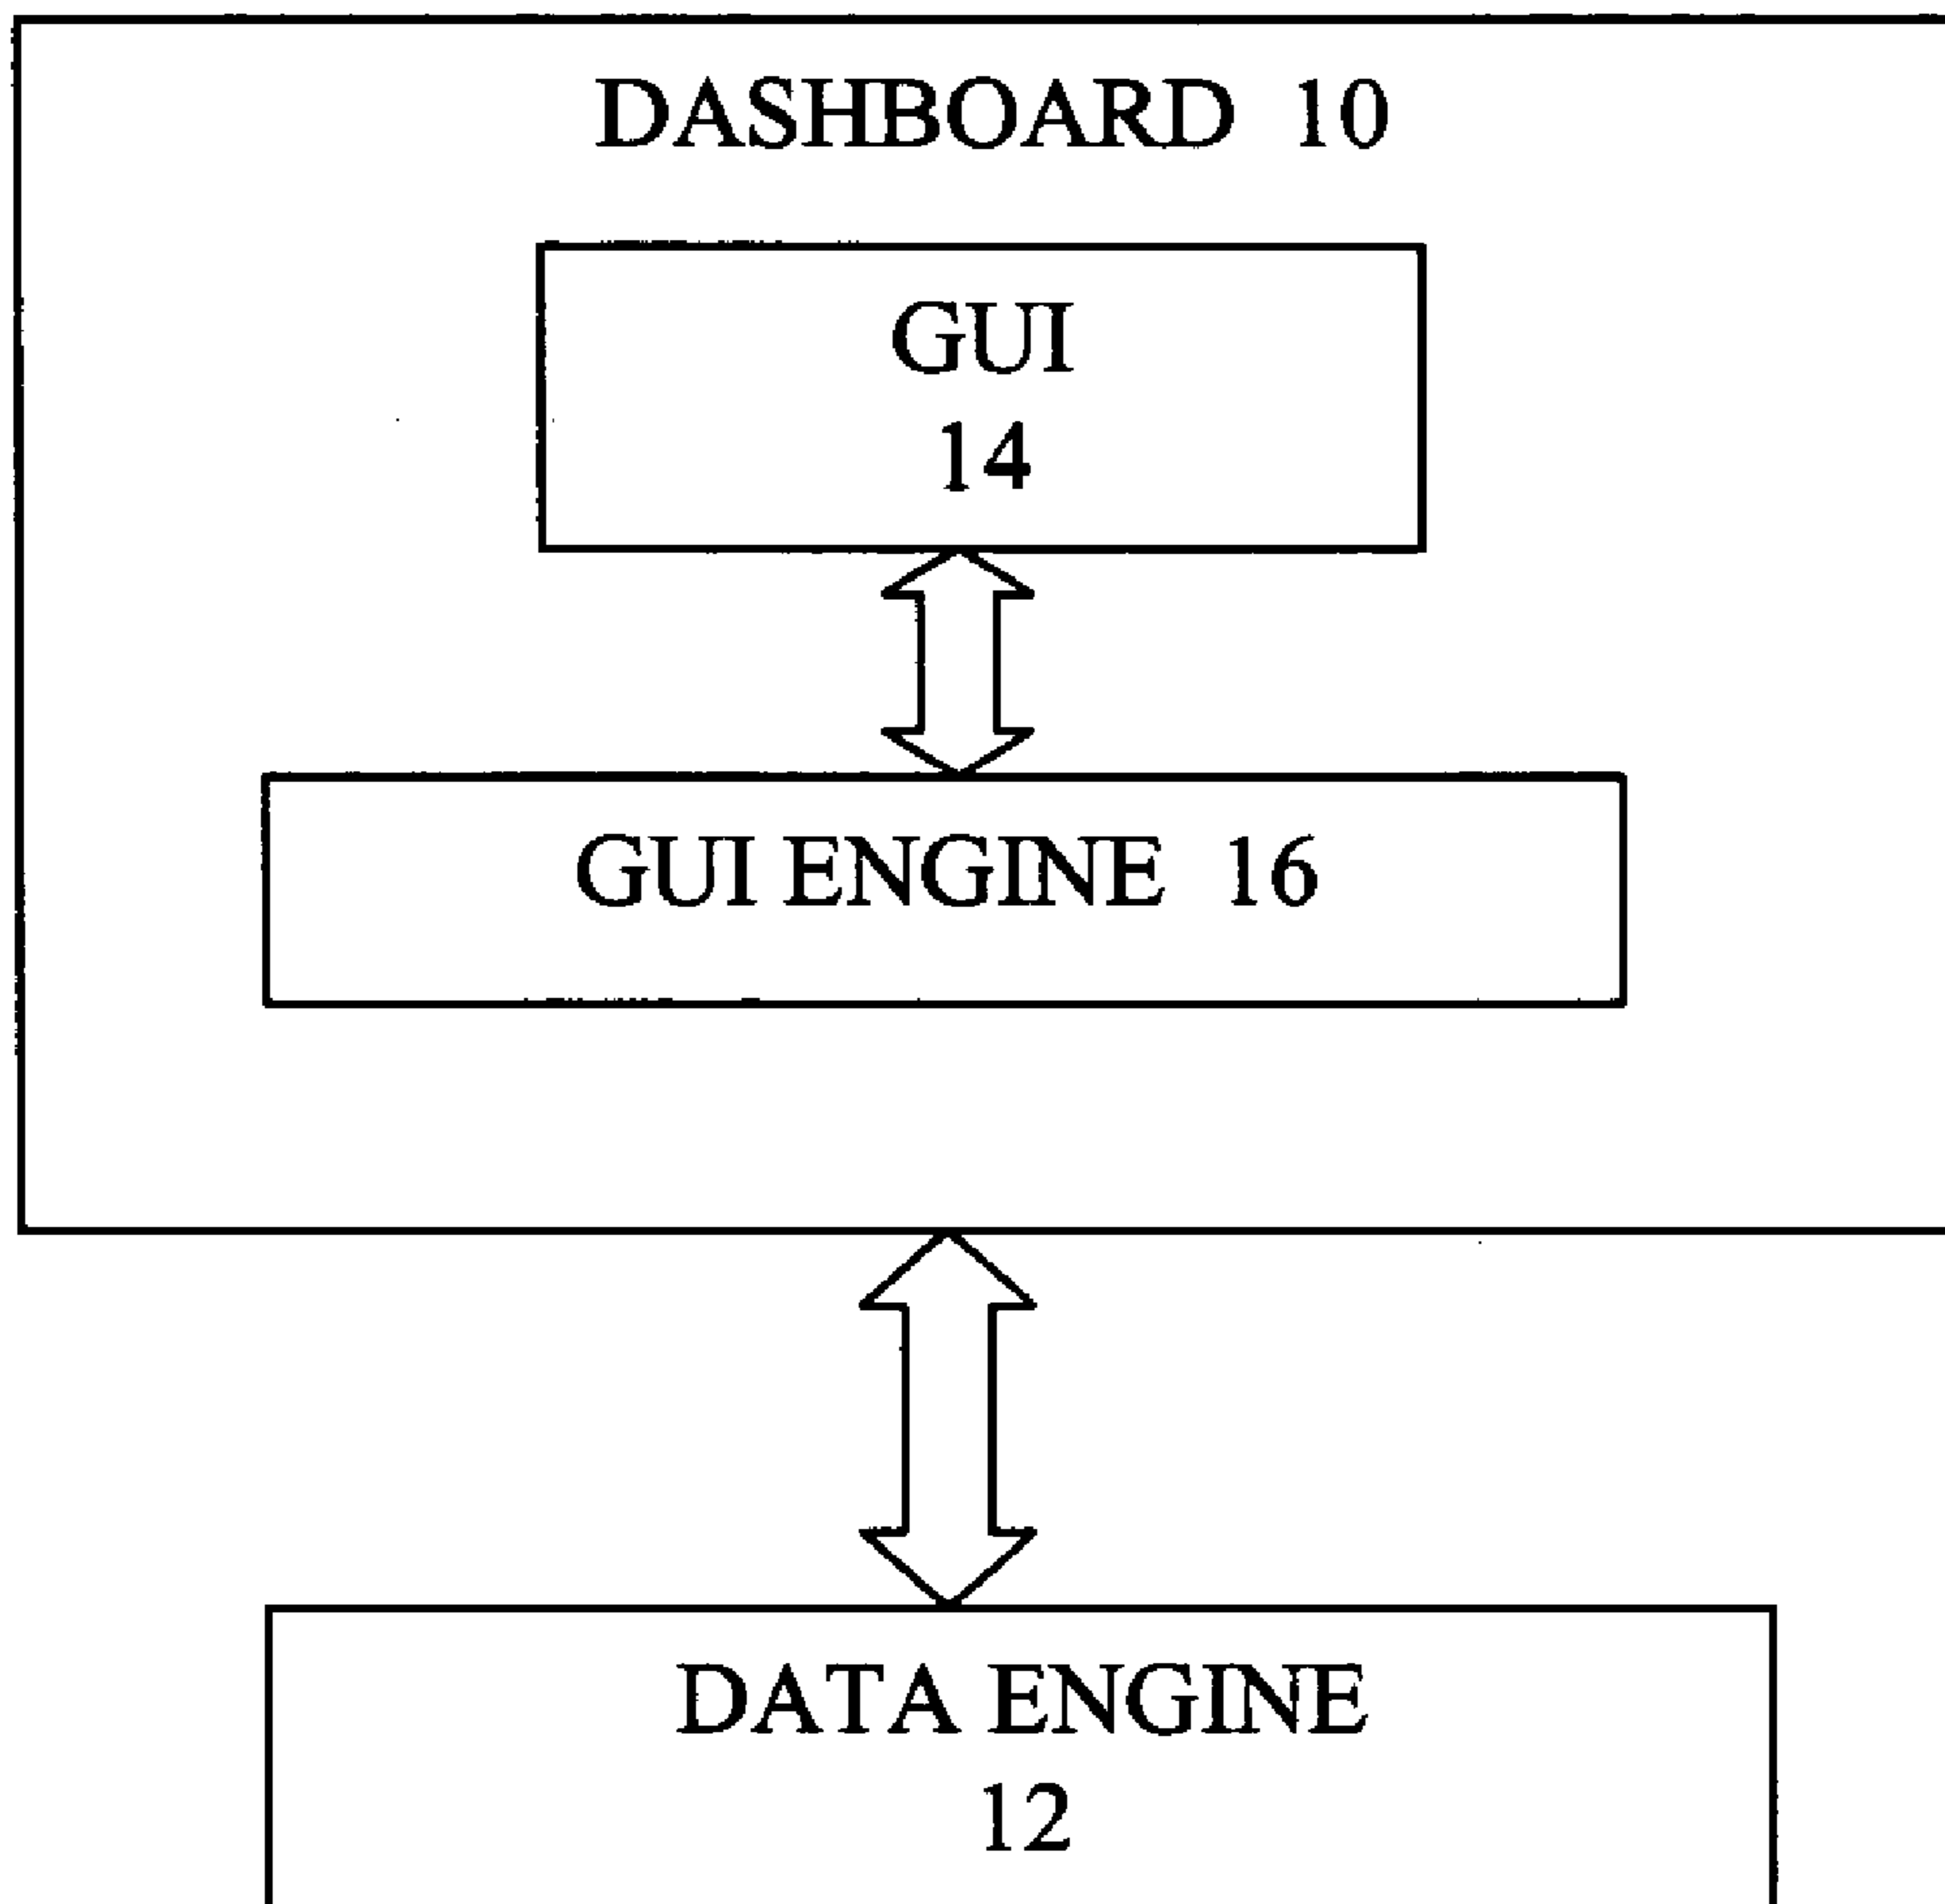 DASHBOARD 10
GUI
14
GUI ENGINE 16
DATA ENGINE
12